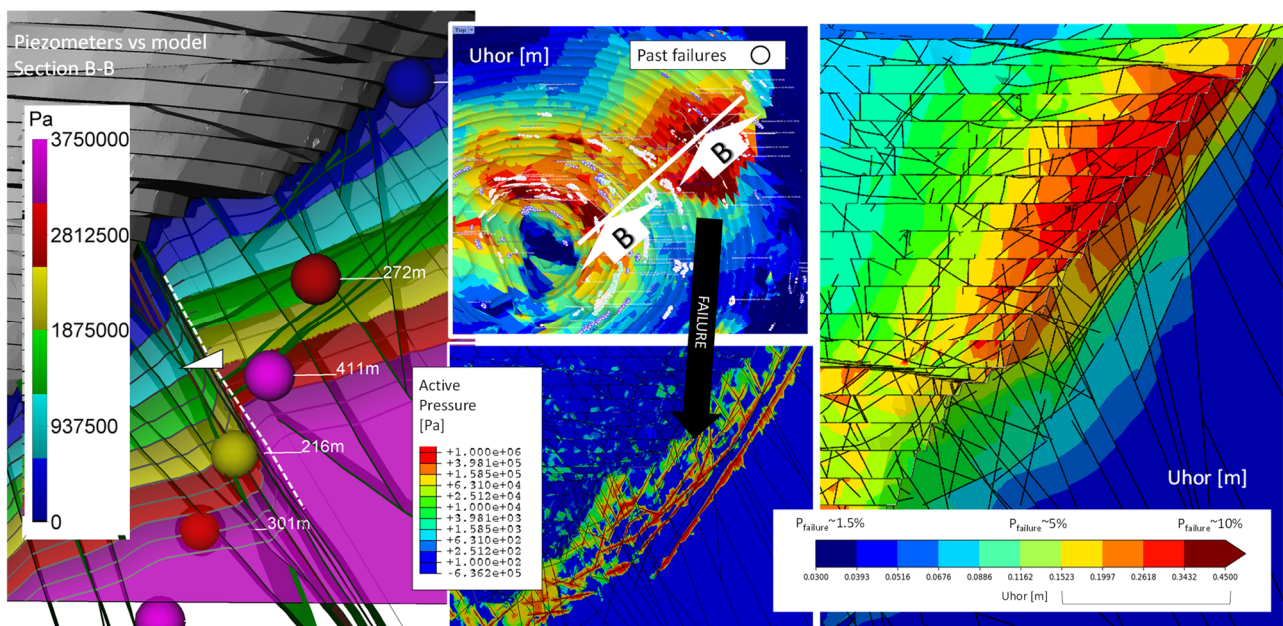 Piezometers vs model
Section B-B
Pa
3750000
2812500
1875000
937500
0
272m
411m
216m
301m
Top
Uhor [m]
Past failures
B
B
FAILURE
Active
Pressure
[Pa]
+1.000e+06
+3.981e+05
+1.585e+05
+6.310e+04
+2.512e+04
+1.000e+04
+3.981e+03
+1.585e+03
+6.310e+02
+2.512e+02
+1.000e+02
-6.362e+05
Uhor [m]
Pfailure~1.5%
Pfailure~5%
Pfailure~10%
0.0300 0.0393 0.0516 0.0676 0.0886 0.1162 0.1523 0.1997 0.2618 0.3432 0.4500
Uhor [m]